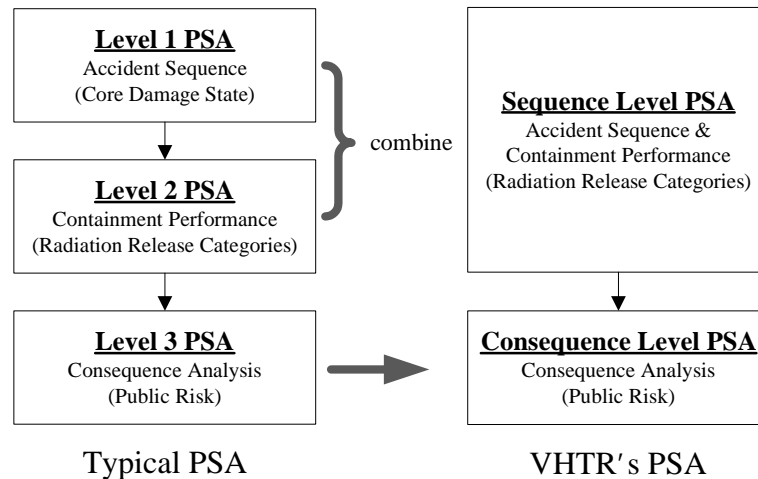 Level 1 PSA
Accident Sequence
(Core Damage State)
combine
Level 2 PSA
Containment Performance
(Radiation Release Categories)
Level 3 PSA
Consequence Analysis
(Public Risk)
Typical PSA
Sequence Level PSA
Accident Sequence &
Containment Performance
(Radiation Release Categories)
Consequence Level PSA
Consequence Analysis
(Public Risk)
VHTR′s PSA